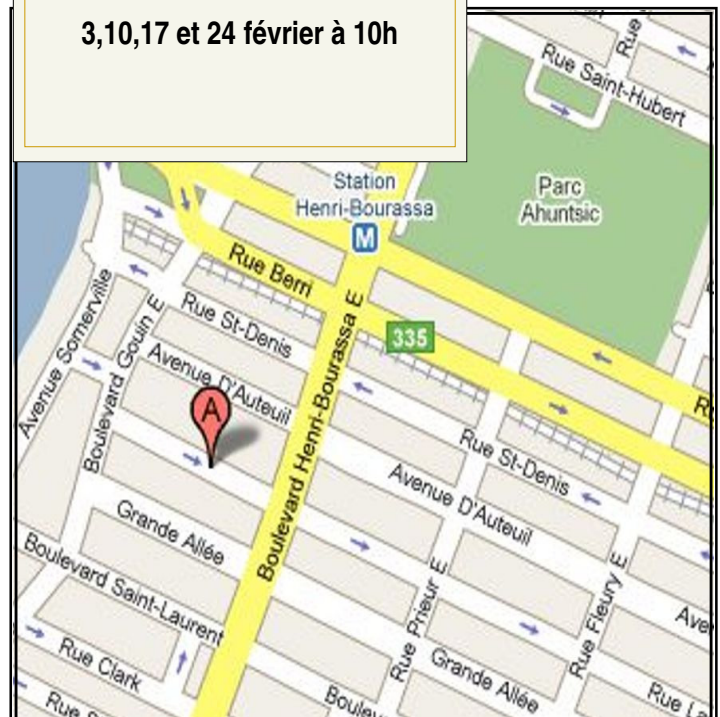 3,10,17 et 24 février à 10h
Rue
Rue Saint-Hubert
Station
Henri-Bourassa
M
Parc
Ahuntsic
Rue Berri
335
Avenue Somerville
Boulevard Gouin E
Rue St-Denis
Avenue D'Auteuil
A
Boulevard Henri-Bourassa E
Rue St-Denis
Avenue D'Auteuil
Grande Allée
Boulevard Saint-Laurent
Rue Clark
Rue Prieur E
Rue Fleury E
Grande Allée